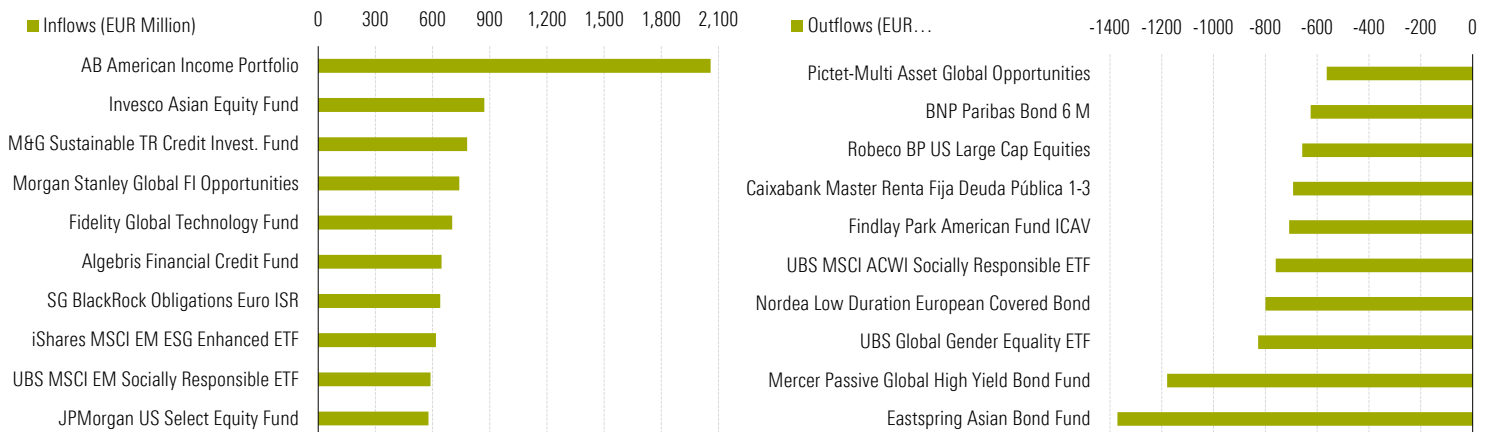 Inflows (EUR Million)
0 300 600 900 1,200 1,500 1,800 2,100
AB American Income Portfolio
Invesco Asian Equity Fund
M&G Sustainable TR Credit Invest. Fund
Morgan Stanley Global FI Opportunities
Fidelity Global Technology Fund
Algebris Financial Credit Fund
SG BlackRock Obligations Euro ISR
iShares MSCI EM ESG Enhanced ETF
UBS MSCI EM Socially Responsible ETF
JPMorgan US Select Equity Fund
Outflows (EUR…
-1400 -1200 -1000 -800 -600 -400 -200 0
Pictet-Multi Asset Global Opportunities
BNP Paribas Bond 6 M
Robeco BP US Large Cap Equities
Caixabank Master Renta Fija Deuda Pública 1-3
Findlay Park American Fund ICAV
UBS MSCI ACWI Socially Responsible ETF
Nordea Low Duration European Covered Bond
UBS Global Gender Equality ETF
Mercer Passive Global High Yield Bond Fund
Eastspring Asian Bond Fund